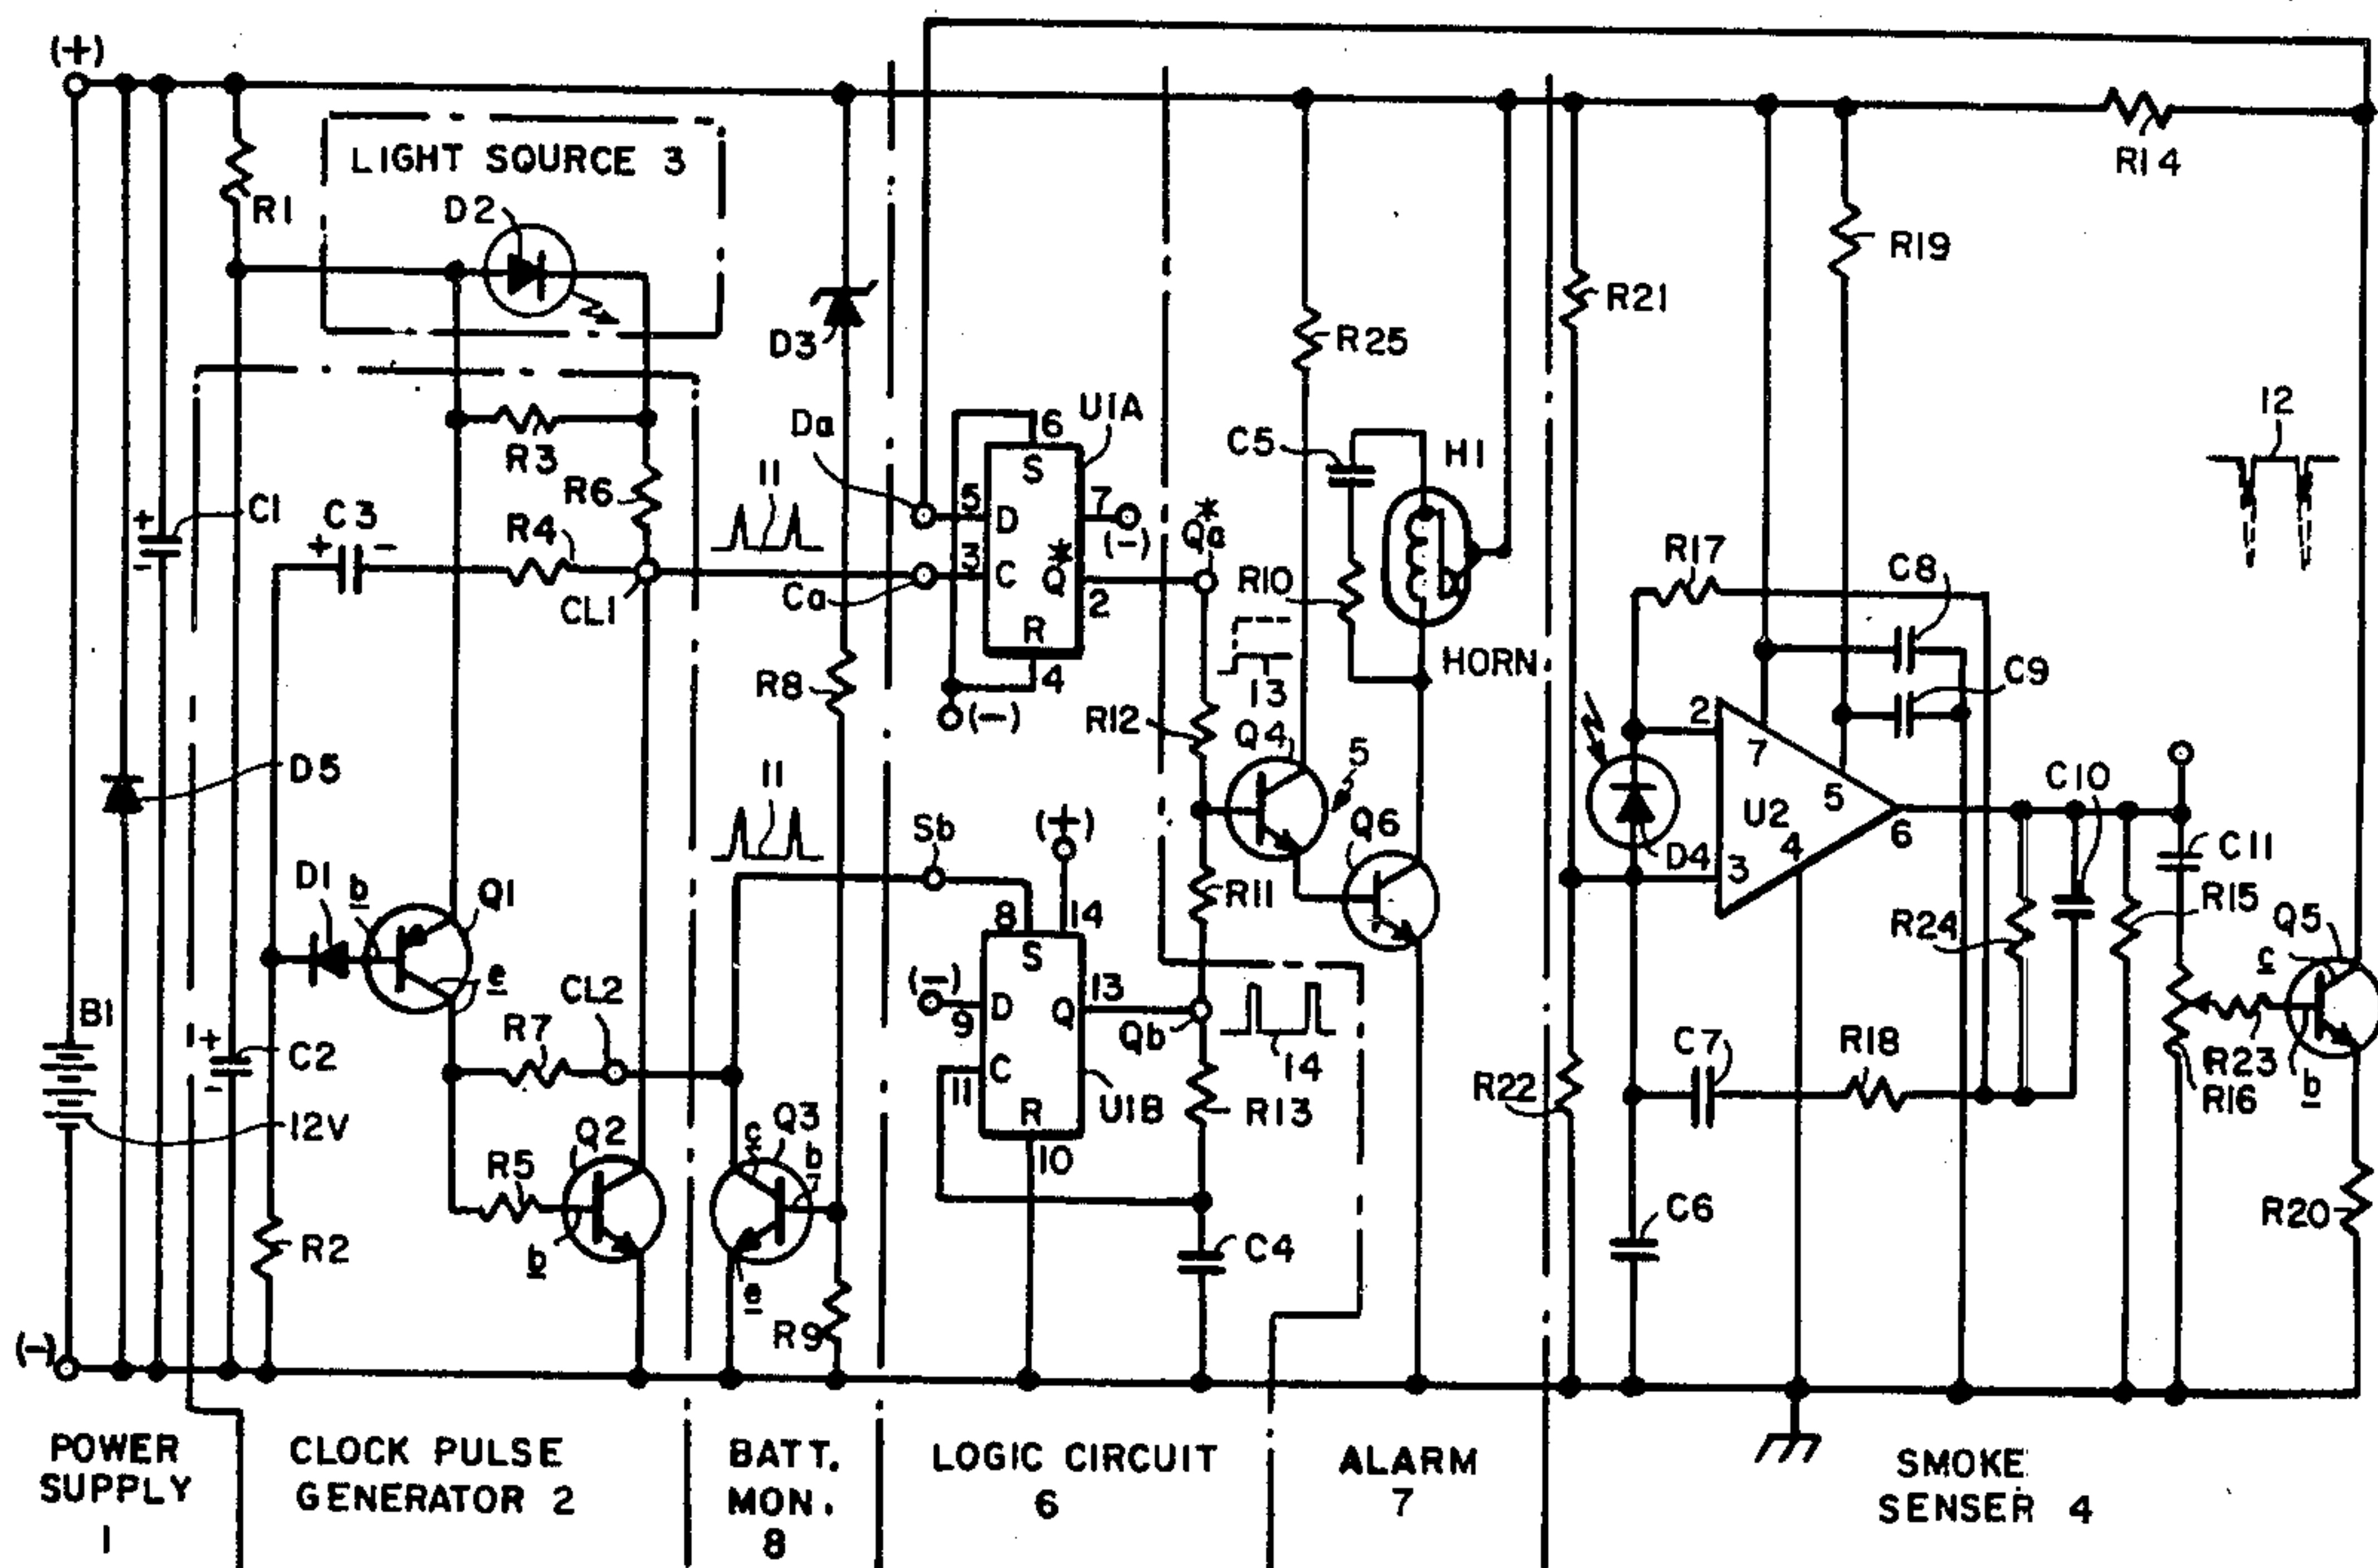 (+)
LIGHT SOURCE 3
R14
R1
D2
R19
R21
D3
R25
12
Da
6
U1A
C5
H1
S
R3
11
5
7
C1
C3
R6
D
(-)
Qa*
R17
+
+
-
R4
3
C
Q*
C8
-
CL1
Ca
2
R10
R
HORN
C9
R8
4
13
(-)
R12
Q4
2
7
D5
5
C10
11
Sb
(+)
Q6
5
U2
6
4
C11
D1
b
Q1
8
14
R11
D4
3
R15
S
R24
Q5
e
(-)
c
B1
CL2
D
13
R7
9
Q
Qb
C7
R18
+
C2
C
14
R23
-
11
R22
R16
b
12V
U1B
R13
Q2
c
Q3
b
R
R5
10
C6
R20
R2
b
C4
e
R9
(-)
POWER
SUPPLY
1
CLOCK PULSE
GENERATOR 2
BATT.
MON.
8
LOGIC CIRCUIT
6
ALARM
7
SMOKE
SENSER 4